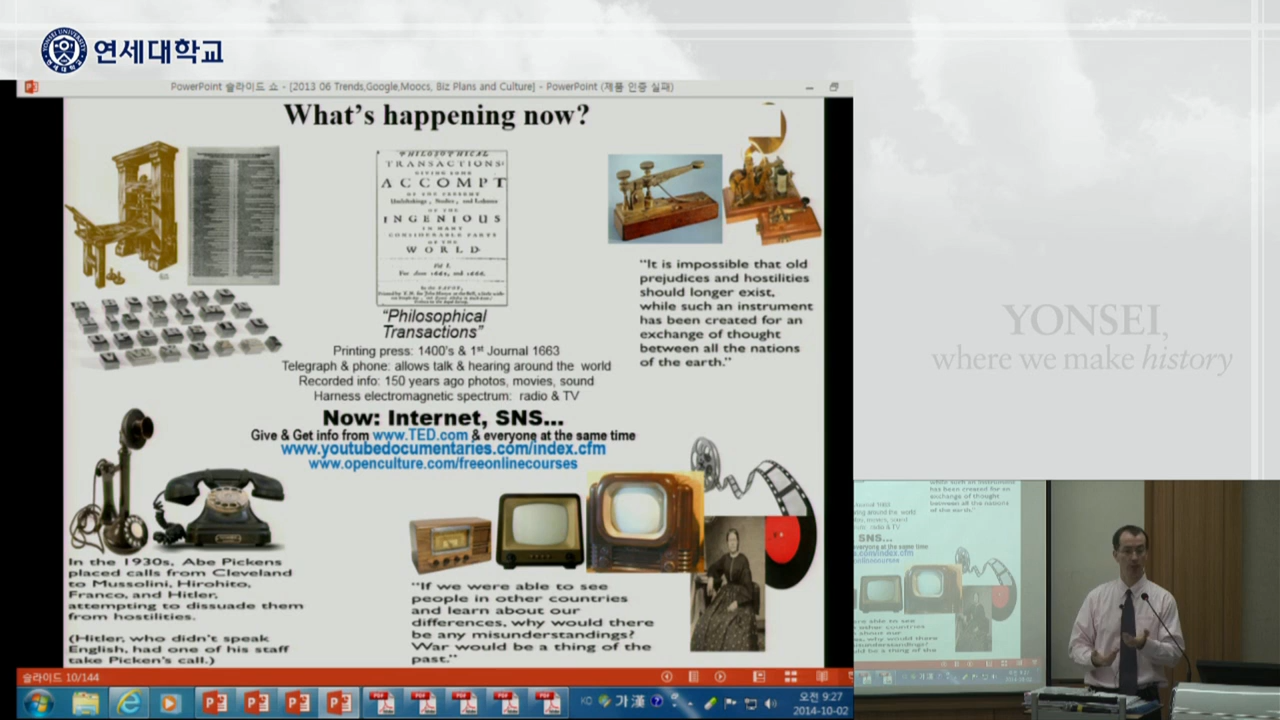 연세대학교
PowerPoint 슬라이드 쇼 - [2013 06 Trends,Google,Moocs, Biz Plans and Culture] - PowerPoint (제품 인증 실패)
What's happening now?
PHILOSOPHICAL
TRANSACTIONS:
GIVING SOME
ACCOMPT
OF THE PRESENT
Undertakings, Studies, and Labours
OF THE
INGENIOUS
IN MANY
CONSIDERABLE PARTS
OF THE
WORLD
"Philosophical
Transactions"
Printing press: 1400's & 1st Journal 1663
Telegraph & phone: allows talk & hearing around the world
Recorded info: 150 years ago photos, movies, sound
Harness electromagnetic spectrum: radio & TV
"It is impossible that old
prejudices and hostilities
should longer exist,
while such an instrument
has been created for an
exchange of thought
between all the nations
of the earth."
Now: Internet, SNS...
Give & Get info from www.TED.com & everyone at the same time
www.youtubedocumentaries.com/index.cfm
www.openculture.com/freeonlinecourses
In the 1930s, Abe Pickens
placed calls from Cleveland
to Mussolini, Hirohito,
Franco, and Hitler,
attempting to dissuade them
from hostilities.
(Hitler, who didn't speak
English, had one of his staff
take Picken's call.)
"If we were able to see
people in other countries
and learn about our
differences, why would there
be any misunderstandings?
War would be a thing of the
past."
슬라이드 10/144
가 漢
오전 9:27
2014-10-02
YONSEI,
where we make history